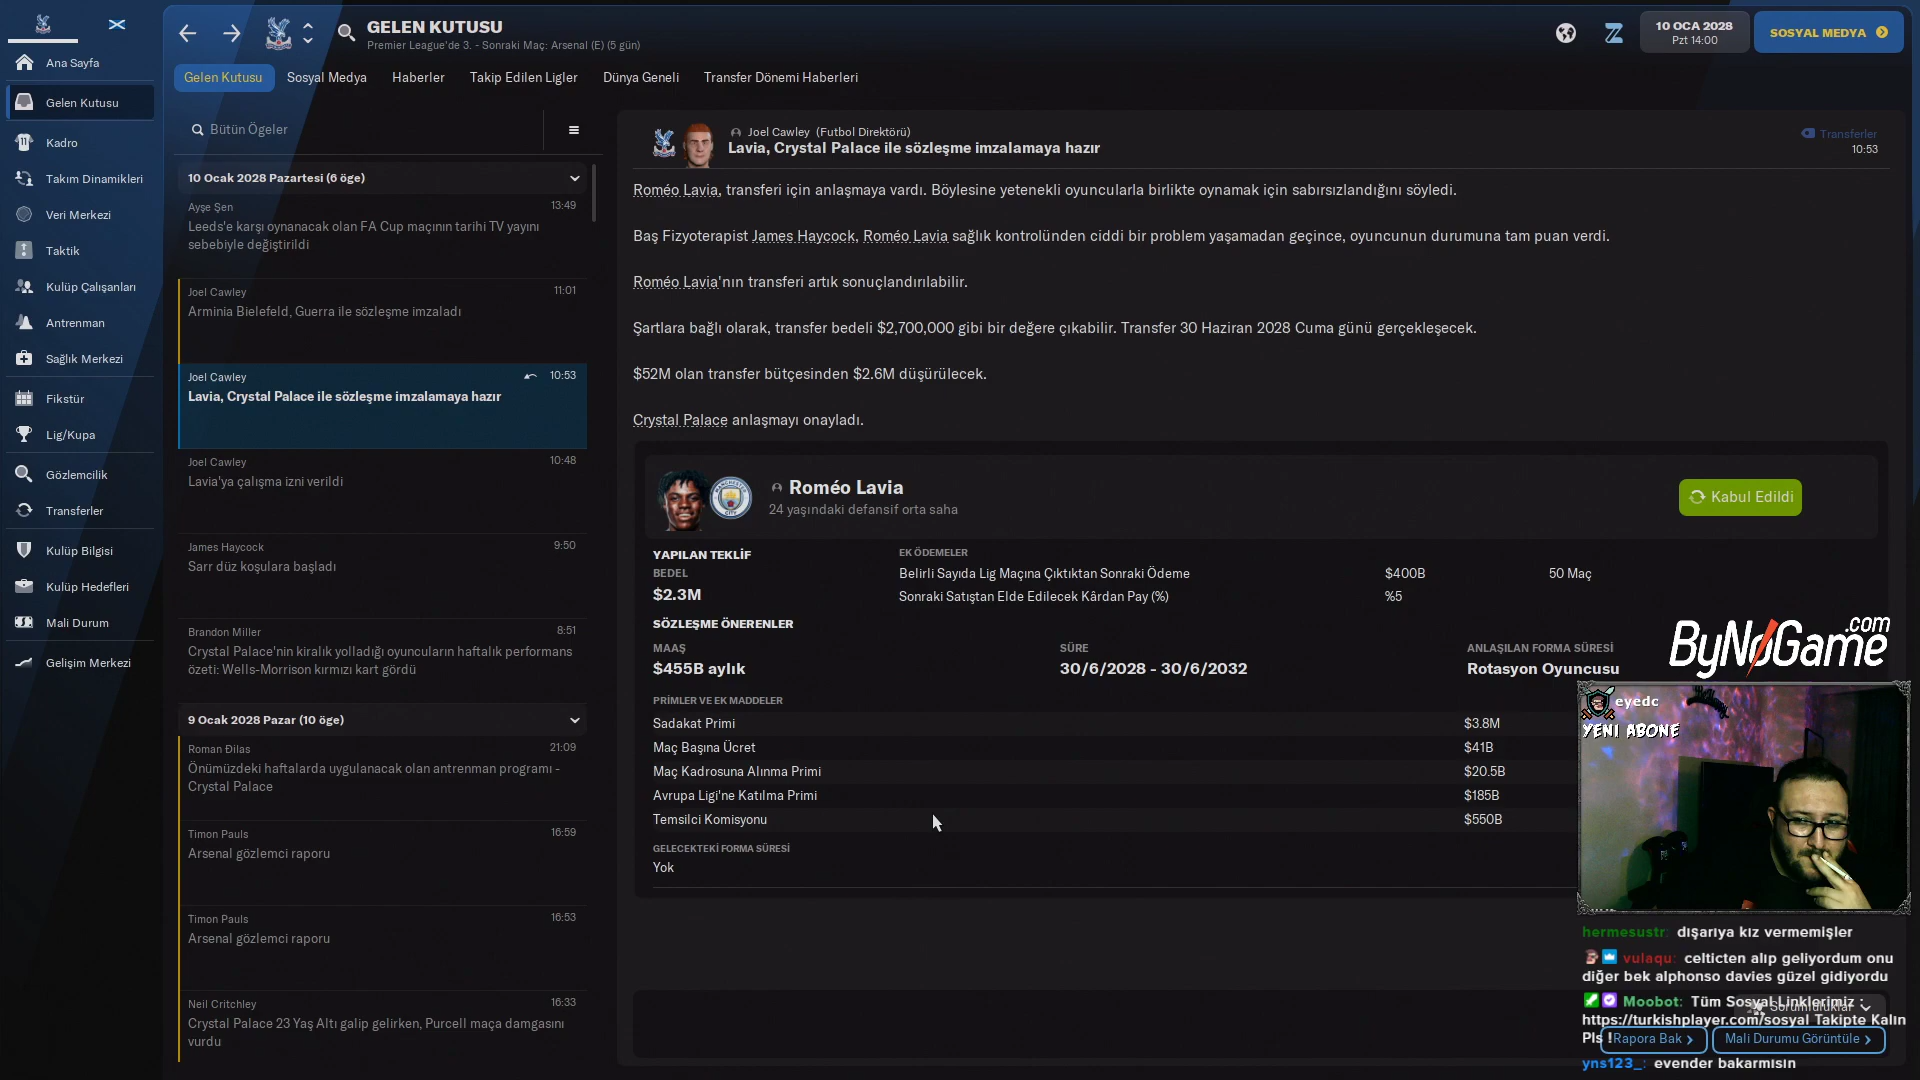 GELEN KUTUSU
Premier League'de 3. - Sonraki Maç: Arsenal (E) (5 gün)
10 OCA 2028
Pzt 14:00
SOSYAL MEDYA
Ana Sayfa
Gelen Kutusu
Kadro
Takım Dinamikleri
Veri Merkezi
Taktik
Kulüp Çalışanları
Antrenman
Sağlık Merkezi
Fikstür
Lig/Kupa
Gözlemcilik
Transferler
Kulüp Bilgisi
Kulüp Hedefleri
Mali Durum
Gelişim Merkezi
Gelen Kutusu
Sosyal Medya
Haberler
Takip Edilen Ligler
Dünya Geneli
Transfer Dönemi Haberleri
Bütün Ögeler
10 Ocak 2028 Pazartesi (6 öge)
Ayşe Şen 13:49
Leeds'e karşı oynanacak olan FA Cup maçının tarihi TV yayını
sebebiyle değiştirildi
Joel Cawley 11:01
Arminia Bielefeld, Guerra ile sözleşme imzaladı
Joel Cawley 10:53
Lavia, Crystal Palace ile sözleşme imzalamaya hazır
Joel Cawley 10:48
Lavia'ya çalışma izni verildi
James Haycock 9:50
Sarr düz koşulara başladı
Brandon Miller 8:51
Crystal Palace'nin kiralık yolladığı oyuncuların haftalık performans
özeti: Wells-Morrison kırmızı kart gördü
9 Ocak 2028 Pazar (10 öge)
Roman Đilas 21:09
Önümüzdeki haftalarda uygulanacak olan antrenman programı -
Crystal Palace
Timon Pauls 16:59
Arsenal gözlemci raporu
Timon Pauls 16:53
Arsenal gözlemci raporu
Neil Critchley 16:33
Crystal Palace 23 Yaş Altı galip gelirken, Purcell maça damgasını
vurdu
Joel Cawley (Futbol Direktörü)
Lavia, Crystal Palace ile sözleşme imzalamaya hazır
Transferler
10:53
Roméo Lavia, transferi için anlaşmaya vardı. Böylesine yetenekli oyuncularla birlikte oynamak için sabırsızlandığını söyledi.
Baş Fizyoterapist James Haycock, Roméo Lavia sağlık kontrolünden ciddi bir problem yaşamadan geçince, oyuncunun durumuna tam puan verdi.
Roméo Lavia'nın transferi artık sonuçlandırılabilir.
Şartlara bağlı olarak, transfer bedeli $2,700,000 gibi bir değere çıkabilir. Transfer 30 Haziran 2028 Cuma günü gerçekleşecek.
$52M olan transfer bütçesinden $2.6M düşürülecek.
Crystal Palace anlaşmayı onayladı.
Roméo Lavia
24 yaşındaki defansif orta saha
Kabul Edildi
YAPILAN TEKLİF
BEDEL
$2.3M
EK ÖDEMELER
Belirli Sayıda Lig Maçına Çıktıktan Sonraki Ödeme $400B 50 Maç
Sonraki Satıştan Elde Edilecek Kârdan Pay (%) %5
SÖZLEŞME ÖNERENLER
MAAŞ
$455B aylık
SÜRE
30/6/2028 - 30/6/2032
ANLAŞILAN FORMA SÜRESİ
Rotasyon Oyuncusu
PRİMLER VE EK MADDELER
Sadakat Primi $3.8M
Maç Başına Ücret $41B
Maç Kadrosuna Alınma Primi $20.5B
Avrupa Ligi'ne Katılma Primi $185B
Temsilci Komisyonu $550B
GELECEKTEKİ FORMA SÜRESİ
Yok
ByNoGame.com
eyedc
YENI ABONE
hermesustr: dışarıya kız vermemişler
vulaqu: celticten alıp geliyordum onu
diğer bek alphonso davies güzel gidiyordu
Moobot: Tüm Sosyal Linklerimiz :
https://turkishplayer.com/sosyal Takipte Kalın
Pls !
Sorumluluklar
Rapora Bak
Mali Durumu Görüntüle
yns123_: evender bakarmisin